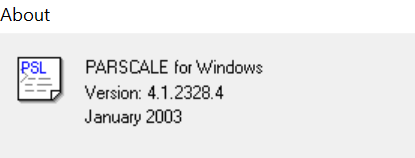 About
PSL
PARSCALE for Windows
Version: 4.1.2328.4
January 2003